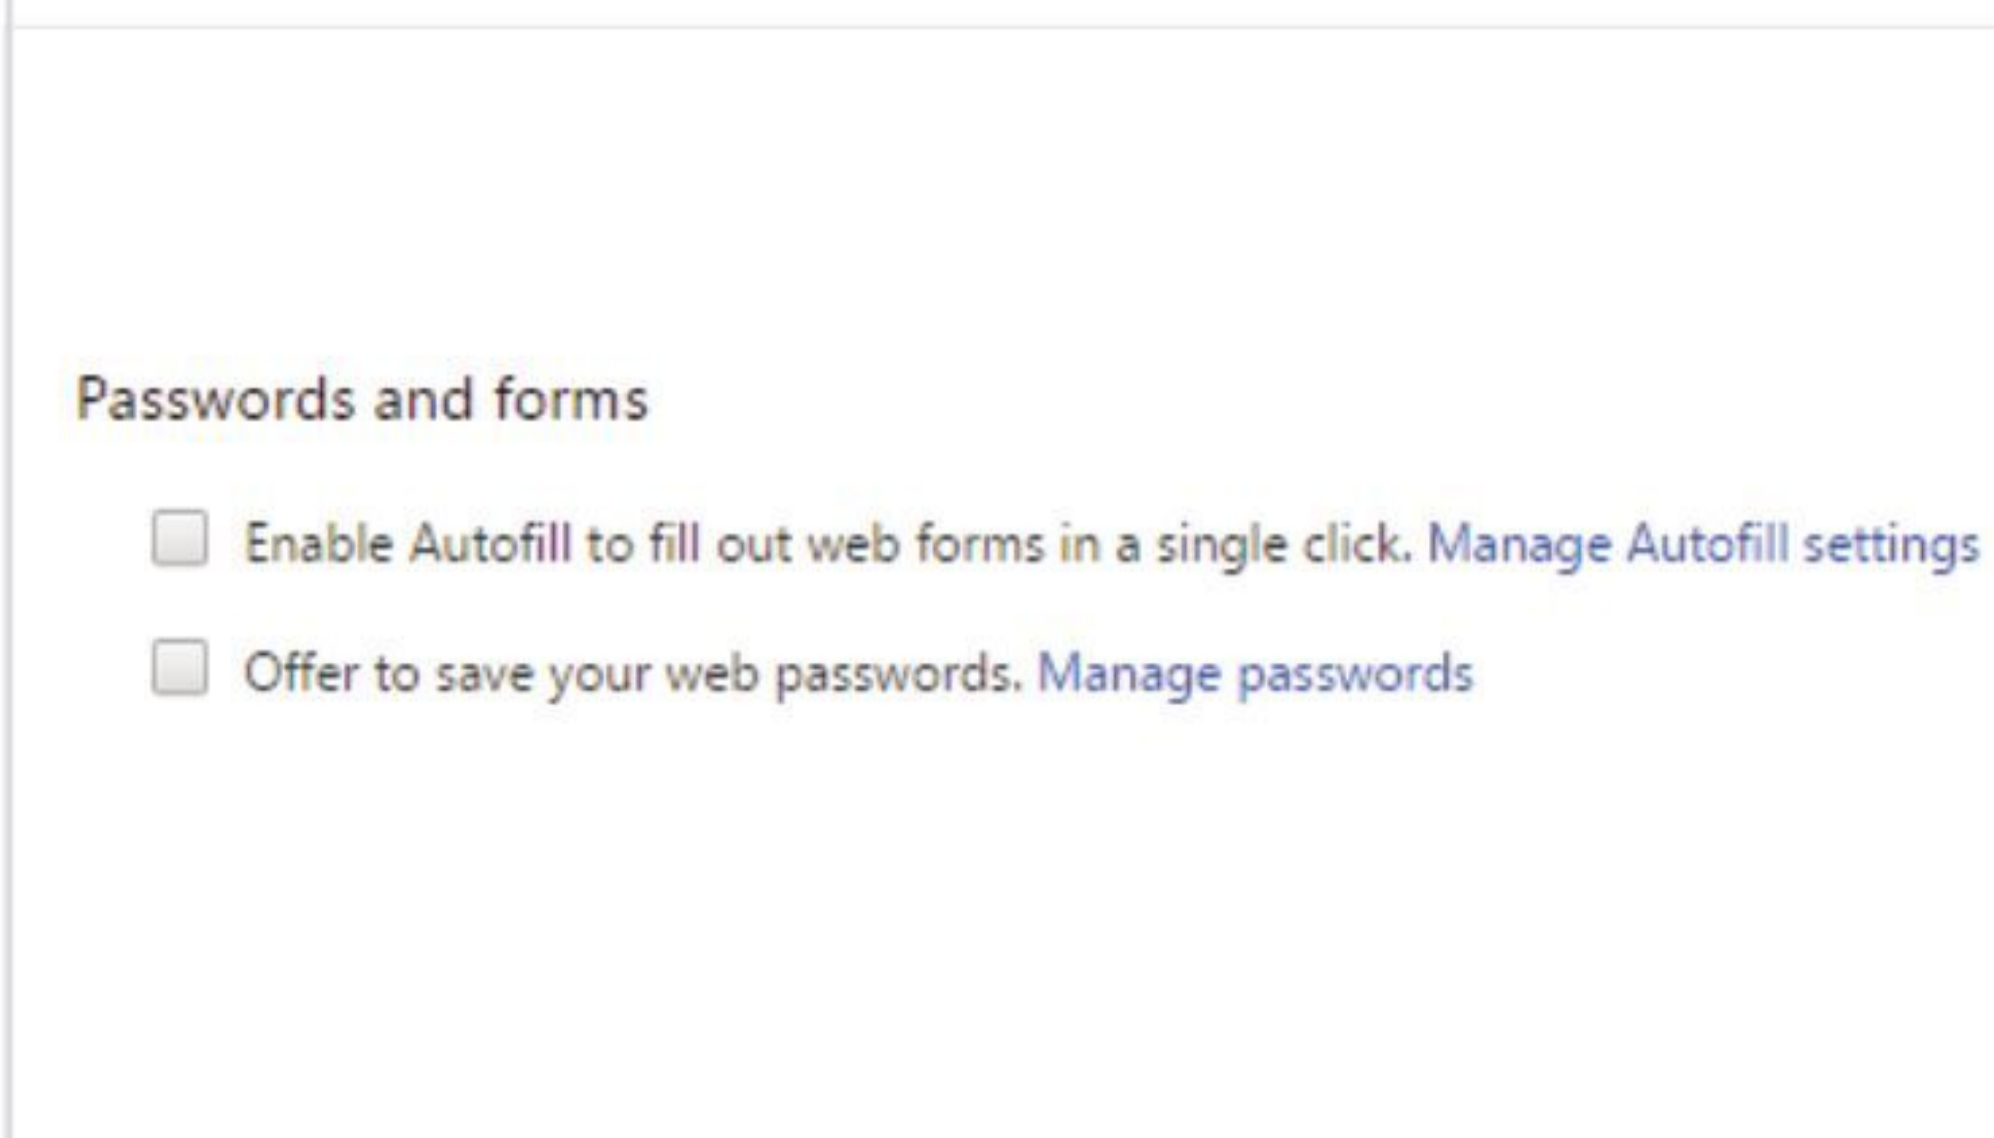 Passwords and forms
Enable Autofill to fill out web forms in a single click. Manage Autofill settings
Offer to save your web passwords. Manage passwords